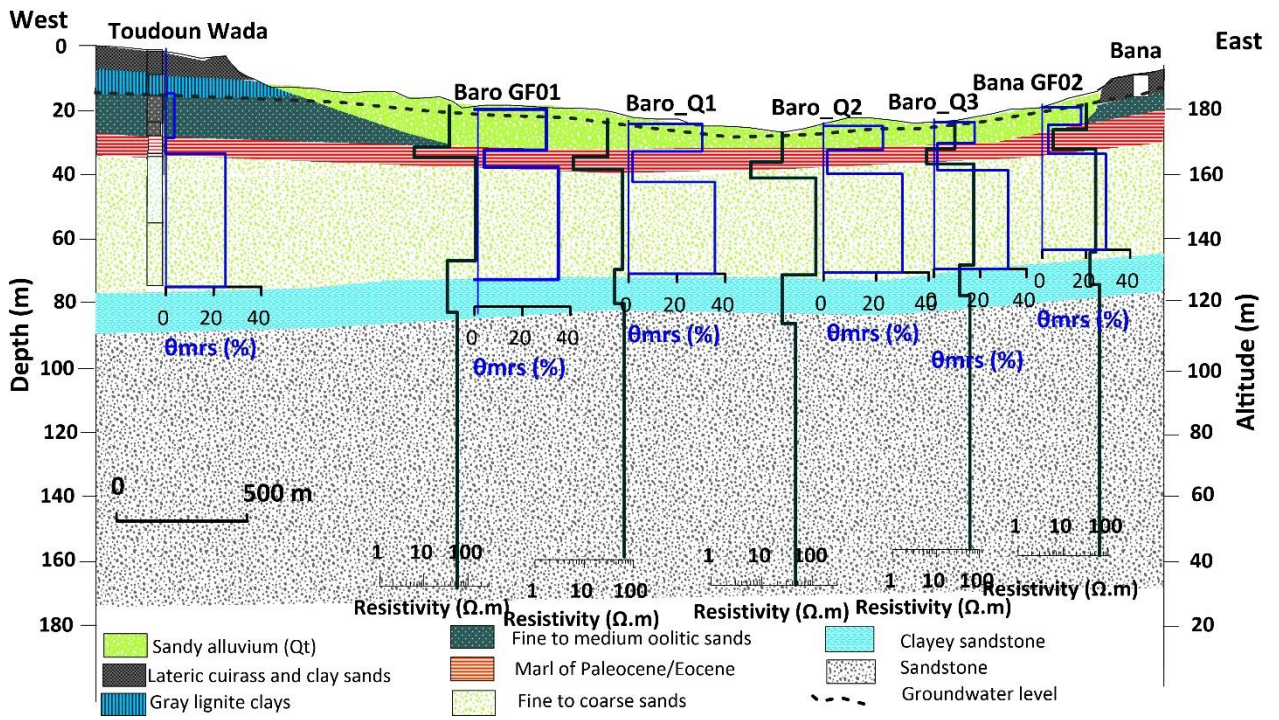 West
East
Toudoun Wada
Baro GF01
Baro_Q1
Baro_Q2
Baro_Q3
Bana GF02
Bana
Depth (m)
0
20
40
60
80
100
120
140
160
180
Altitude (m)
180
160
140
120
100
80
60
40
20
0 20 40
θmrs (%)
0 20 40
θmrs (%)
0 20 40
θmrs (%)
0 20 40
θmrs (%)
0 20 40
θmrs (%)
0 20 40
θmrs (%)
0 500 m
1 10 100
Resistivity (Ω.m)
1 10 100
Resistivity (Ω.m)
1 10 100
Resistivity (Ω.m)
1 10 100
Resistivity (Ω.m)
1 10 100
Resistivity (Ω.m)
Sandy alluvium (Qt)
Lateric cuirass and clay sands
Gray lignite clays
Fine to medium oolitic sands
Marl of Paleocene/Eocene
Fine to coarse sands
Clayey sandstone
Sandstone
Groundwater level